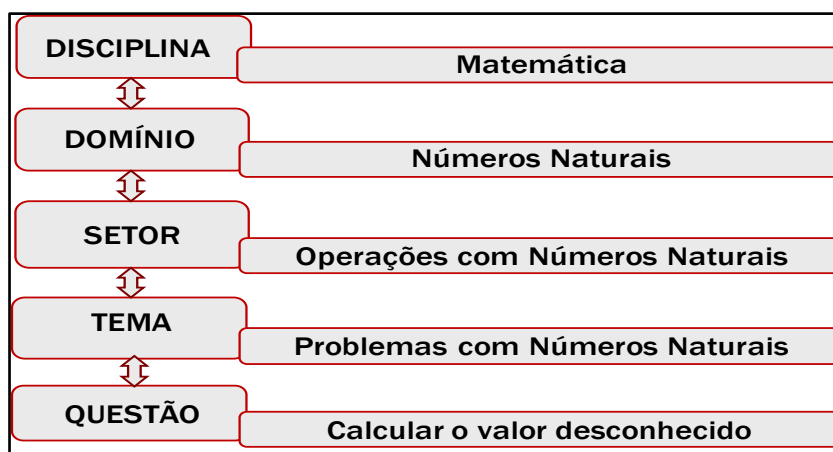 DISCIPLINA
Matemática
DOMÍNIO
Números Naturais
SETOR
Operações com Números Naturais
TEMA
Problemas com Números Naturais
QUESTÃO
Calcular o valor desconhecido